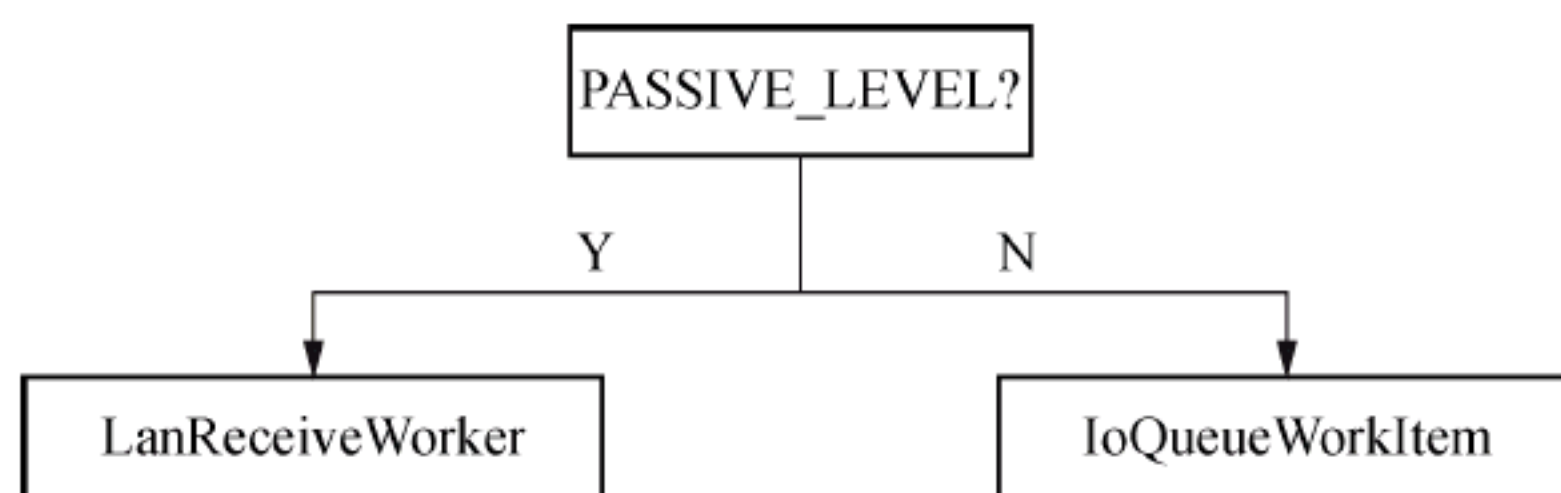 PASSIVE_LEVEL?
Y
N
LanReceiveWorker
IoQueueWorkItem